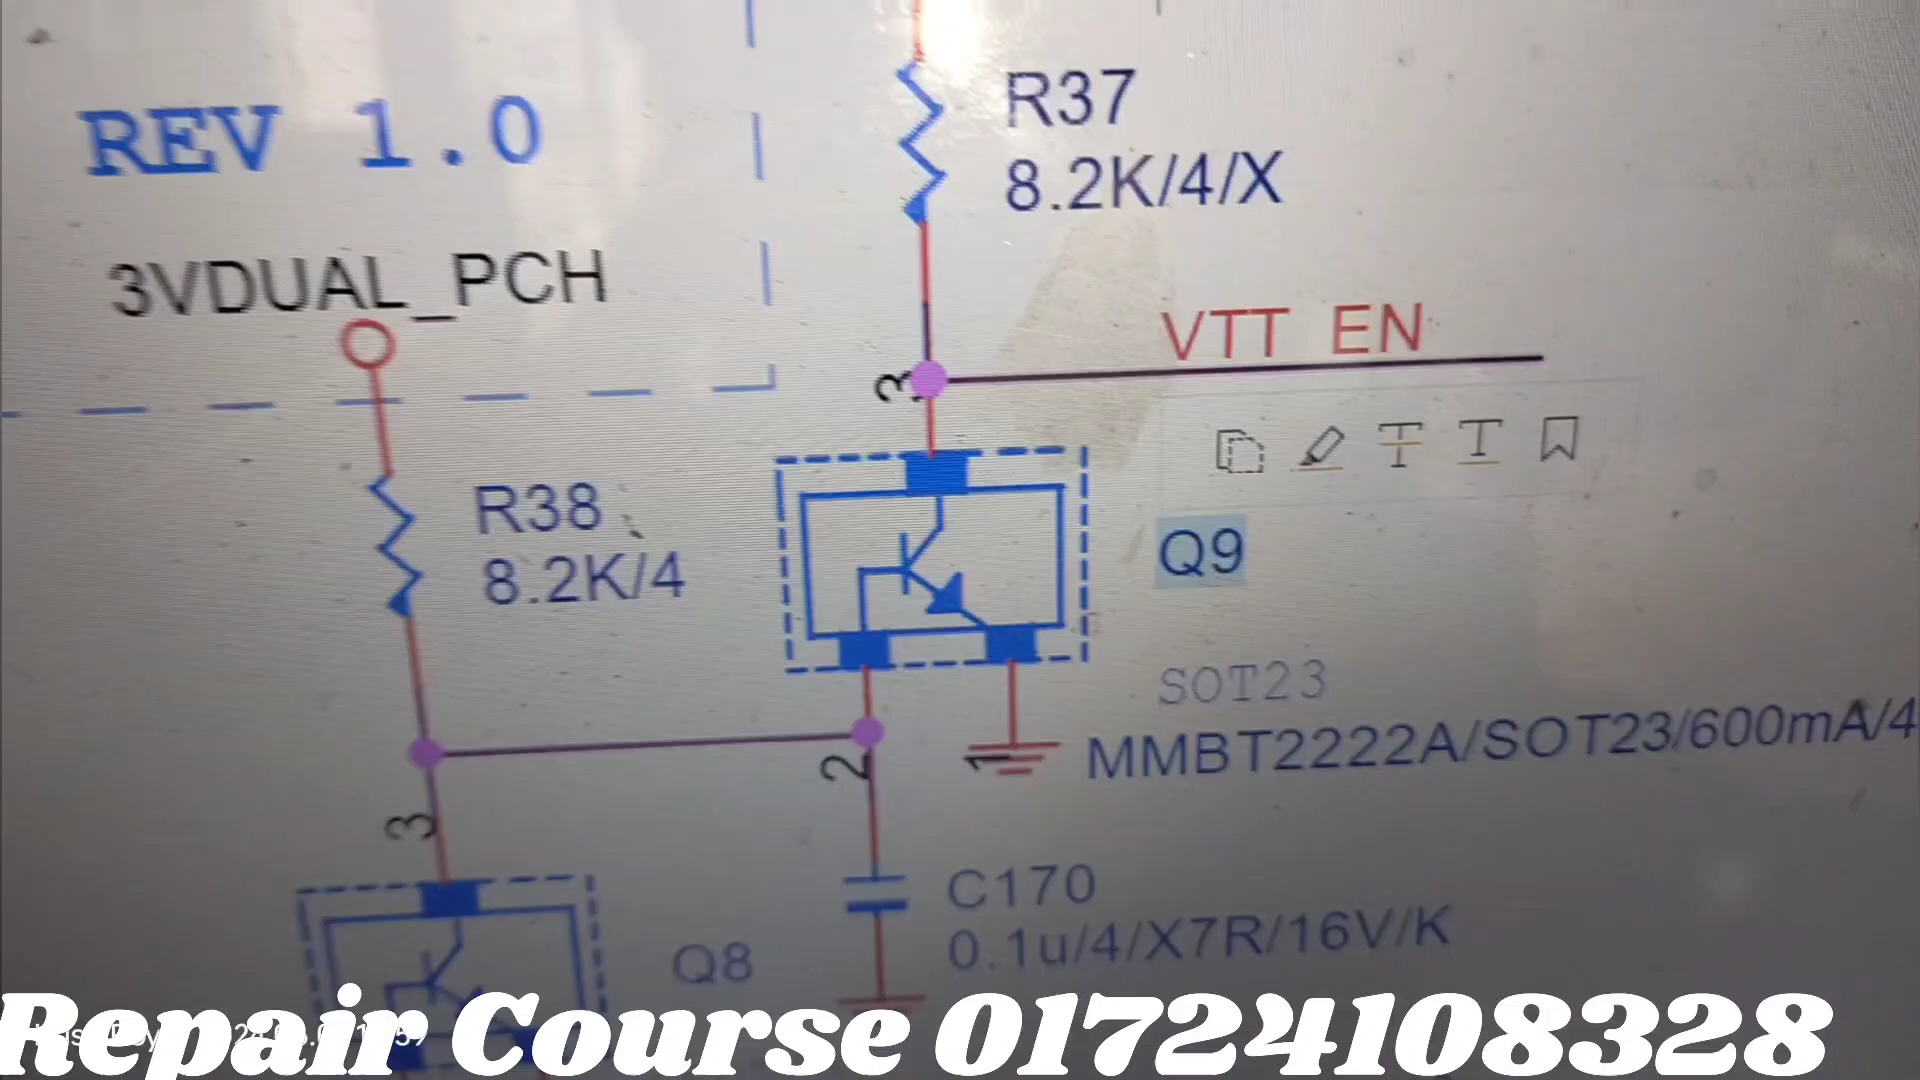 REV 1.0
R37
8.2K/4/X
3VDUAL_PCH
VTT EN
3
R38
8.2K/4
Q9
SOT23
MMBT2222A/SOT23/600mA/4
2
1
3
C170
0.1u/4/X7R/16V/K
Q8
Repair Course 01724108328